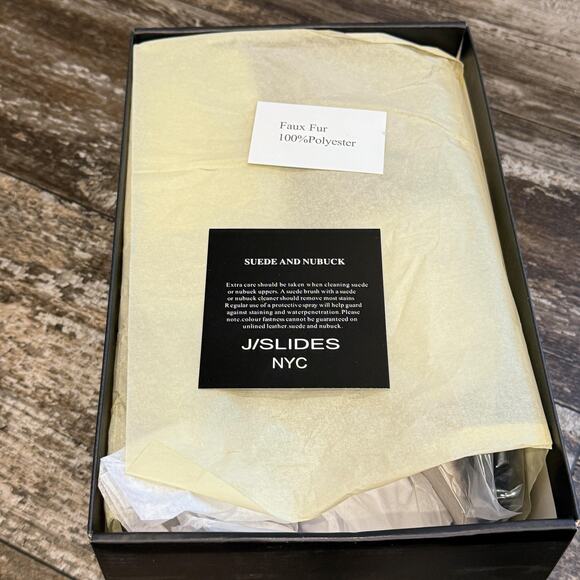 Faux Fur
100%Polyester
SUEDE AND NUBUCK
Extra care should be taken when cleaning suede
or nubuck uppers. A suede brush with a suede
or nubuck cleaner should remove most stains
Regular use of a protective spray will help guard
against staining and waterpenetration. Please
note.colour fastness cannot be guaranteed on
unlined leather.suede and nubuck.
J/SLIDES
NYC